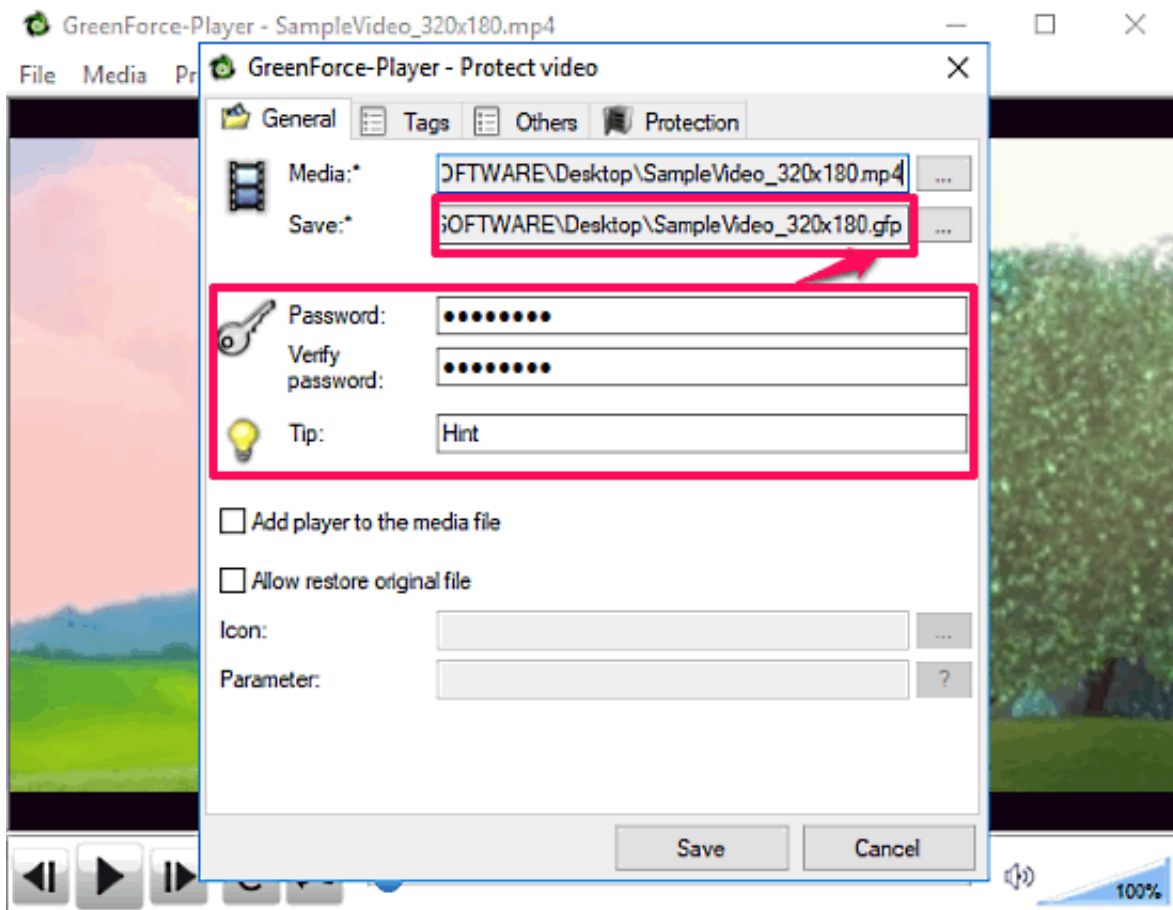 GreenForce-Player - SampleVideo_320x180.mp4
File Media Pr
GreenForce-Player - Protect video
General Tags Others Protection
Media:* OFTWARE\Desktop\SampleVideo_320x180.mp4 ...
Save:* SOFTWARE\Desktop\SampleVideo_320x180.gfp ...
Password: ●●●●●●●●
Verify
password: ●●●●●●●●
Tip: Hint
Add player to the media file
Allow restore original file
Icon: ...
Parameter: ?
Save Cancel
100%